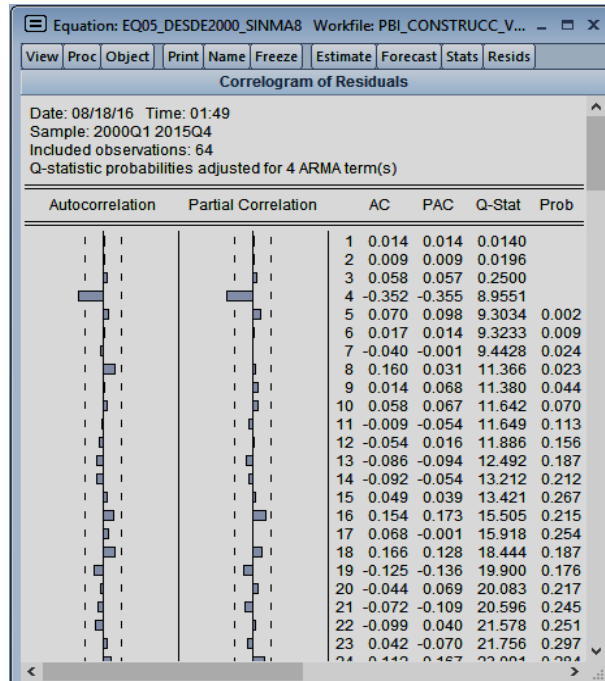 Equation: EQ05_DESDE2000_SINMA8 Workfile: PBI_CONSTRUCC_V...
View Proc Object Print Name Freeze Estimate Forecast Stats Resids
Correlogram of Residuals
Date: 08/18/16 Time: 01:49
Sample: 2000Q1 2015Q4
Included observations: 64
Q-statistic probabilities adjusted for 4 ARMA term(s)
Autocorrelation Partial Correlation AC PAC Q-Stat Prob
1 0.014 0.014 0.0140
2 0.009 0.009 0.0196
3 0.058 0.057 0.2500
4 -0.352 -0.355 8.9551
5 0.070 0.098 9.3034 0.002
6 0.017 0.014 9.3233 0.009
7 -0.040 -0.001 9.4428 0.024
8 0.160 0.031 11.366 0.023
9 0.014 0.068 11.380 0.044
10 0.058 0.067 11.642 0.070
11 -0.009 -0.054 11.649 0.113
12 -0.054 0.016 11.886 0.156
13 -0.086 -0.094 12.492 0.187
14 -0.092 -0.054 13.212 0.212
15 0.049 0.039 13.421 0.267
16 0.154 0.173 15.505 0.215
17 0.068 -0.001 15.918 0.254
18 0.166 0.128 18.444 0.187
19 -0.125 -0.136 19.900 0.176
20 -0.044 0.069 20.083 0.217
21 -0.072 -0.109 20.596 0.245
22 -0.099 0.040 21.578 0.251
23 0.042 -0.070 21.756 0.297